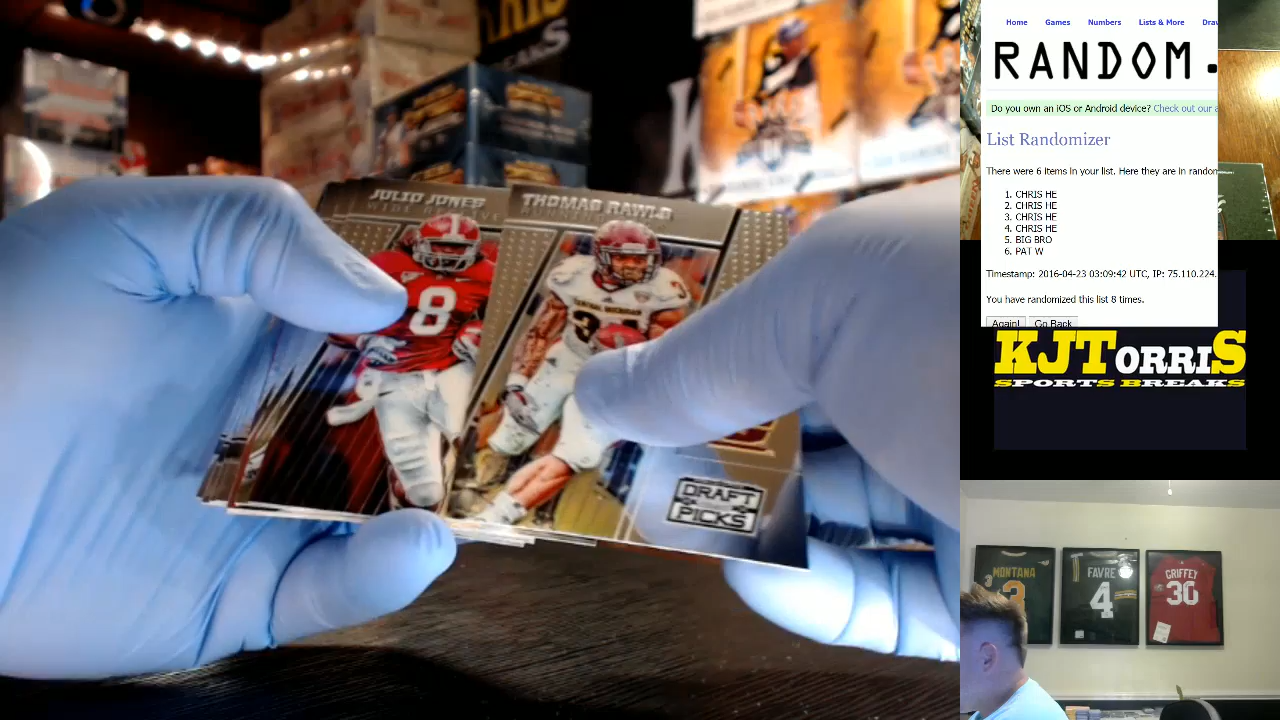 JULIO JONES
WIDE RECEIVER
THOMAS RAWLS
8
DRAFT
PICKS
Home Games Numbers Lists & More Draw
RANDOM.
Do you own an iOS or Android device? Check out our a
List Randomizer
There were 6 items in your list. Here they are in random
1. CHRIS HE
2. CHRIS HE
3. CHRIS HE
4. CHRIS HE
5. BIG BRO
6. PAT W
Timestamp: 2016-04-23 03:09:42 UTC, IP: 75.110.224.
You have randomized this list 8 times.
Again! Go Back
KJTORRIS
SPORTS BREAKS
MONTANA
3
FAVRE
4
GRIFFEY
30